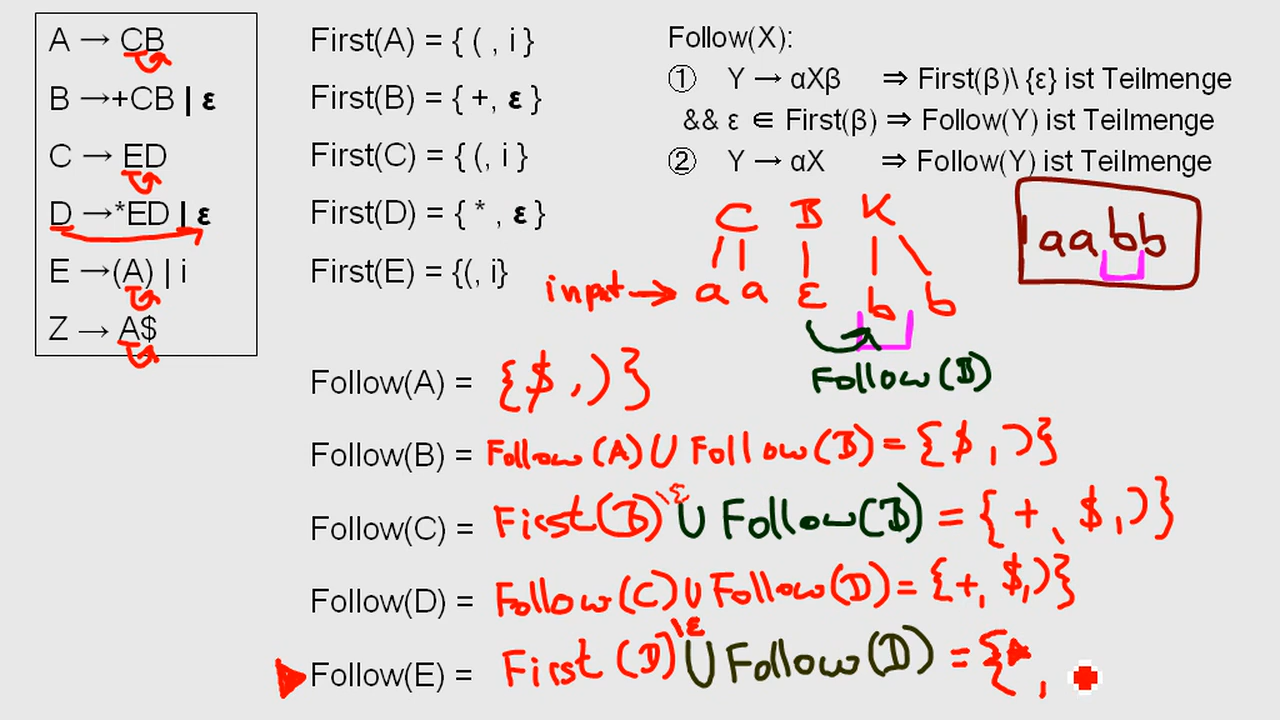 A → CB
B →+CB | ε
C → ED
D →*ED | ε
E →(A) | i
Z → A$
First(A) = { ( , i }
First(B) = { +, ε }
First(C) = { (, i }
First(D) = { * , ε }
First(E) = {(, i}
Follow(X):
① Y → αXβ ⇒ First(β)\ {ε} ist Teilmenge
&& ε ∈ First(β) ⇒ Follow(Y) ist Teilmenge
② Y → αX ⇒ Follow(Y) ist Teilmenge
C B K
input → a a ε b b
Follow(B)
aabb
Follow(A) = {$,)}
Follow(B) = Follow(A) ∪ Follow(B) = {$,)}
Follow(C) = First(B)\ε ∪ Follow(B) = {+, $,)}
Follow(D) = Follow(C) ∪ Follow(D) = {+, $,)}
Follow(E) = First(D)\ε ∪ Follow(D) = {*,